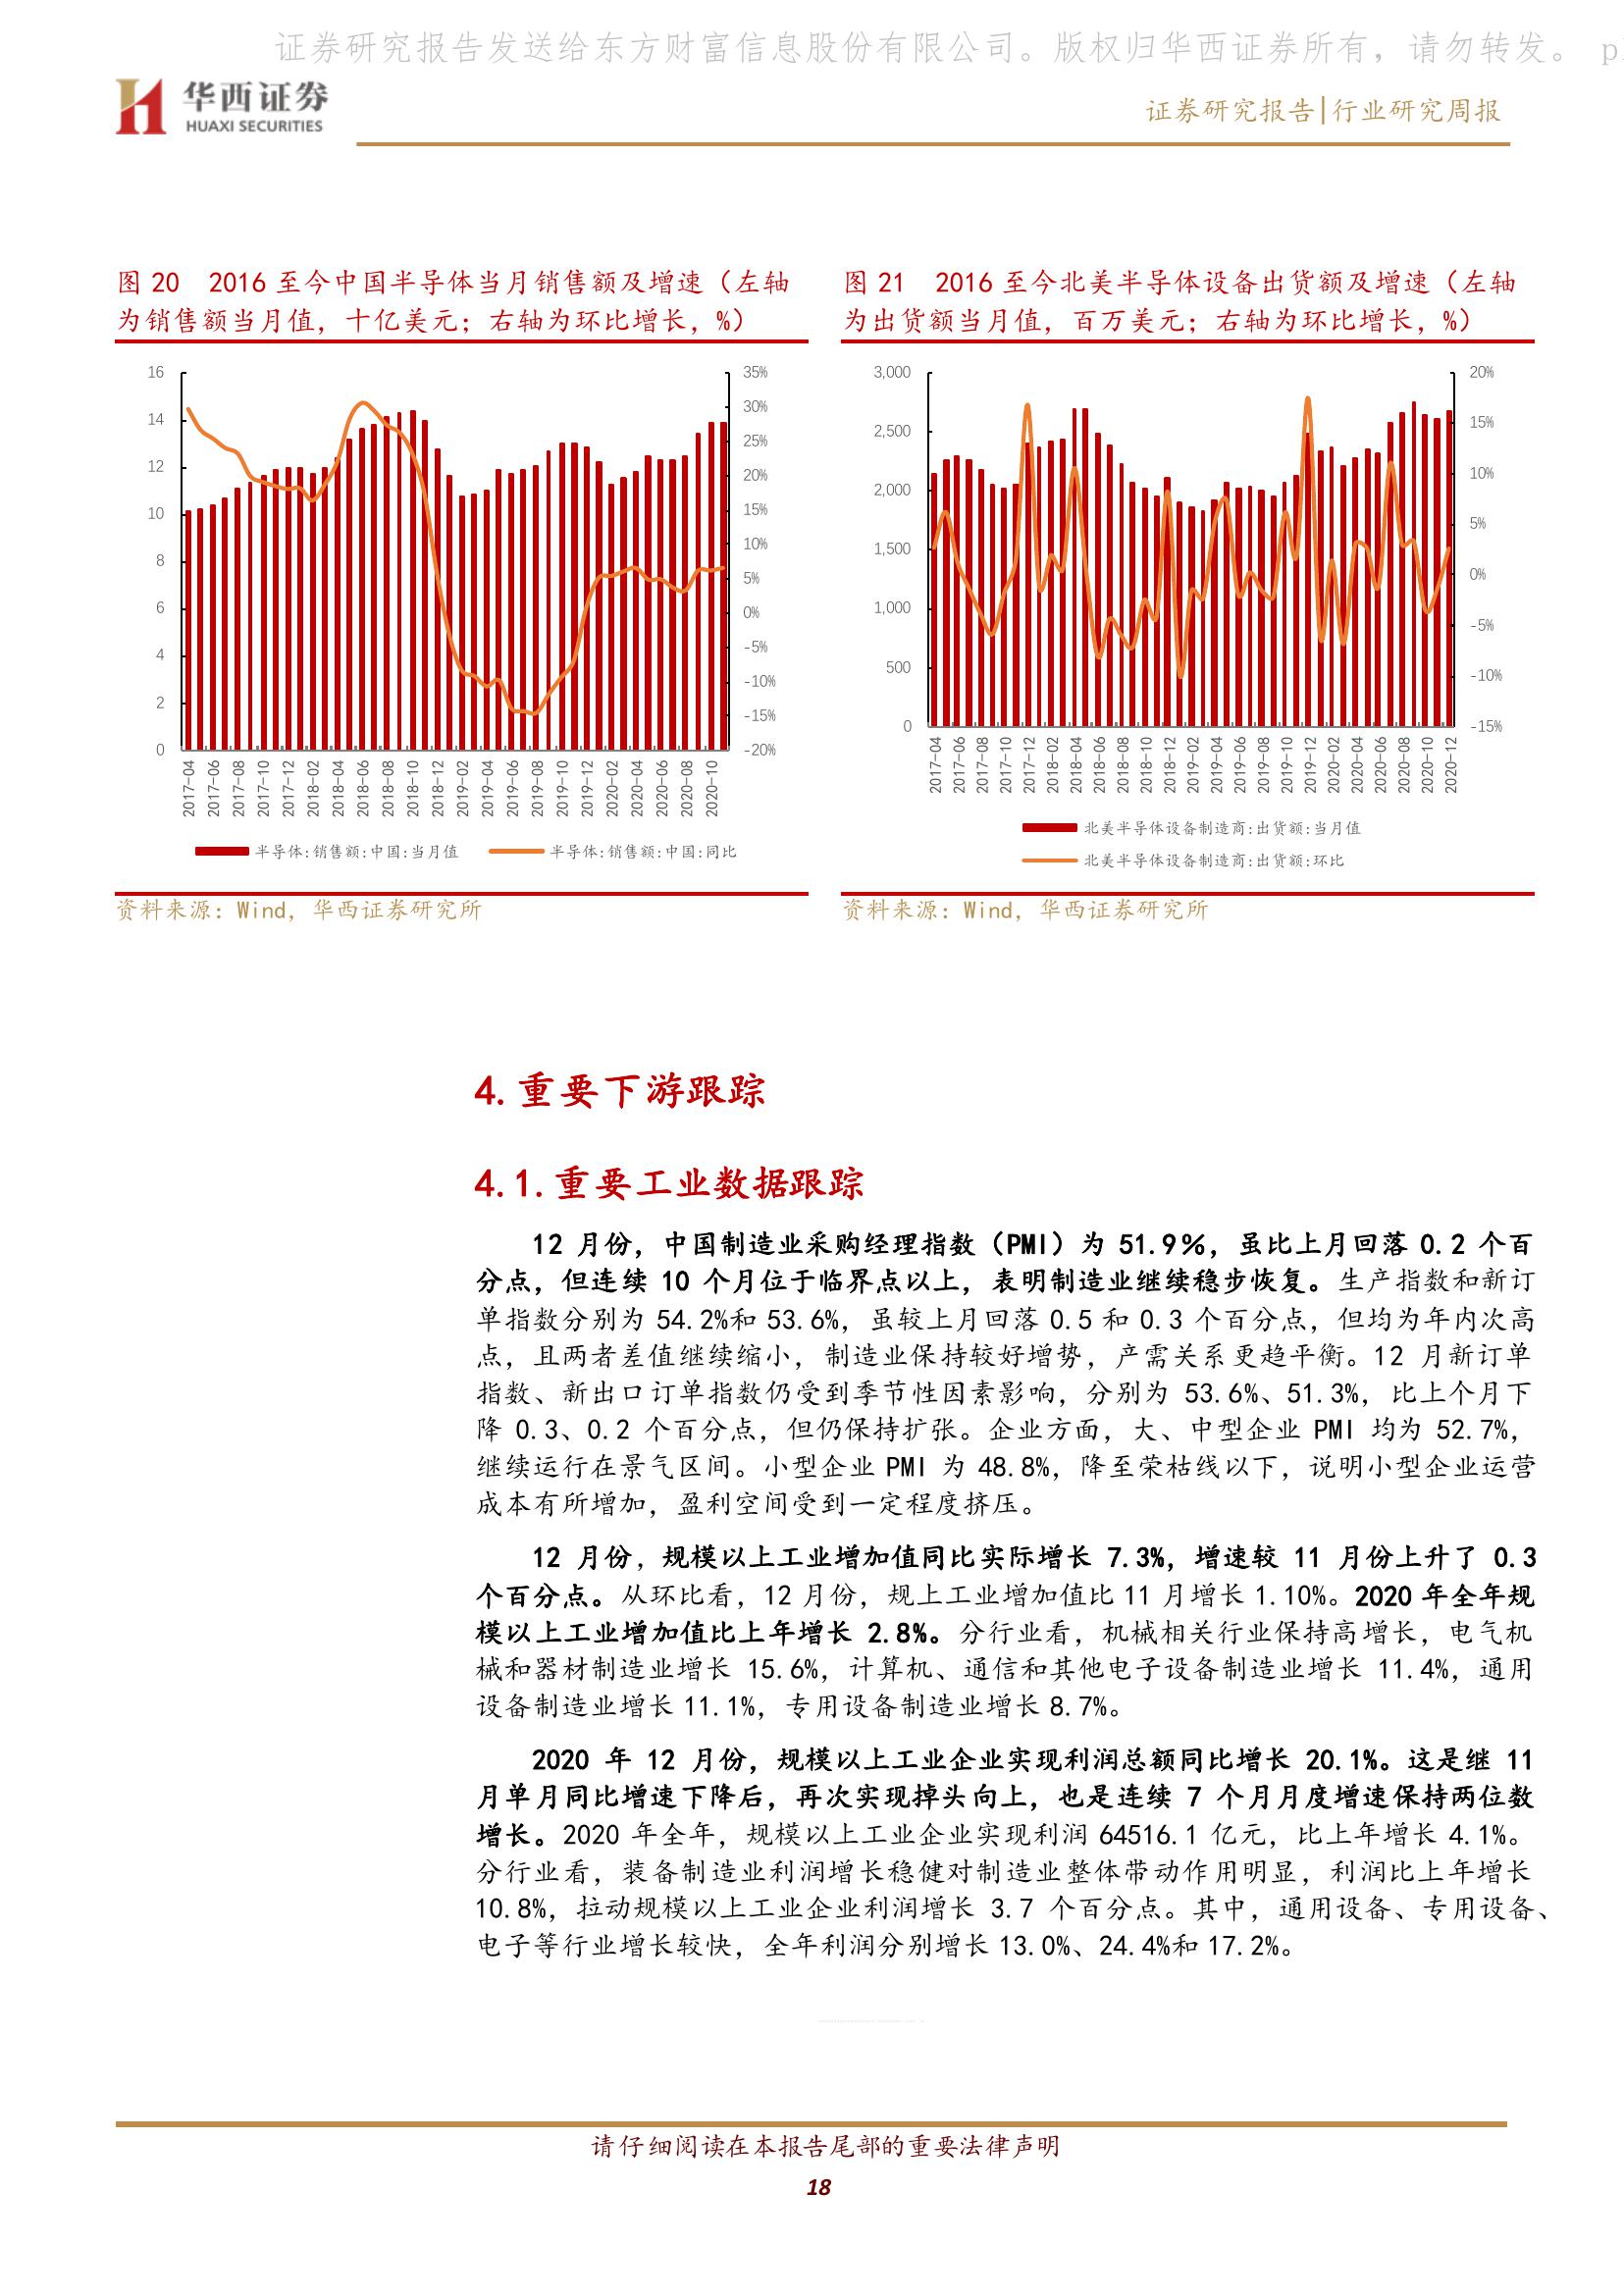 证券研究报告发送给东方财富信息股份有限公司。版权归华西证券所有，请勿转发。 p
华西证券
HUAXI SECURITIES
证券研究报告|行业研究周报
图 20 2016 至今中国半导体当月销售额及增速（左轴
为销售额当月值，十亿美元；右轴为环比增长，%）
16
14
12
10
8
6
4
2
0
35%
30%
25%
20%
15%
10%
5%
0%
-5%
-10%
-15%
-20%
2017-04
2017-06
2017-08
2017-10
2017-12
2018-02
2018-04
2018-06
2018-08
2018-10
2018-12
2019-02
2019-04
2019-06
2019-08
2019-10
2019-12
2020-02
2020-04
2020-06
2020-08
2020-10
半导体:销售额:中国:当月值
半导体:销售额:中国:同比
资料来源：Wind，华西证券研究所
图 21 2016 至今北美半导体设备出货额及增速（左轴
为出货额当月值，百万美元；右轴为环比增长，%）
3,000
2,500
2,000
1,500
1,000
500
0
20%
15%
10%
5%
0%
-5%
-10%
-15%
2017-04
2017-06
2017-08
2017-10
2017-12
2018-02
2018-04
2018-06
2018-08
2018-10
2018-12
2019-02
2019-04
2019-06
2019-08
2019-10
2019-12
2020-02
2020-04
2020-06
2020-08
2020-10
2020-12
北美半导体设备制造商:出货额:当月值
北美半导体设备制造商:出货额:环比
资料来源：Wind，华西证券研究所
4.重要下游跟踪
4.1.重要工业数据跟踪
12 月份，中国制造业采购经理指数（PMI）为 51.9％，虽比上月回落 0.2 个百
分点，但连续 10 个月位于临界点以上，表明制造业继续稳步恢复。生产指数和新订
单指数分别为 54.2%和 53.6%，虽较上月回落 0.5 和 0.3 个百分点，但均为年内次高
点，且两者差值继续缩小，制造业保持较好增势，产需关系更趋平衡。12 月新订单
指数、新出口订单指数仍受到季节性因素影响，分别为 53.6%、51.3%，比上个月下
降 0.3、0.2 个百分点，但仍保持扩张。企业方面，大、中型企业 PMI 均为 52.7%，
继续运行在景气区间。小型企业 PMI 为 48.8%，降至荣枯线以下，说明小型企业运营
成本有所增加，盈利空间受到一定程度挤压。
12 月份，规模以上工业增加值同比实际增长 7.3%，增速较 11 月份上升了 0.3
个百分点。从环比看，12 月份，规上工业增加值比 11 月增长 1.10%。2020 年全年规
模以上工业增加值比上年增长 2.8%。分行业看，机械相关行业保持高增长，电气机
械和器材制造业增长 15.6%，计算机、通信和其他电子设备制造业增长 11.4%，通用
设备制造业增长 11.1%，专用设备制造业增长 8.7%。
2020 年 12 月份，规模以上工业企业实现利润总额同比增长 20.1%。这是继 11
月单月同比增速下降后，再次实现掉头向上，也是连续 7 个月月度增速保持两位数
增长。2020 年全年，规模以上工业企业实现利润 64516.1 亿元，比上年增长 4.1%。
分行业看，装备制造业利润增长稳健对制造业整体带动作用明显，利润比上年增长
10.8%，拉动规模以上工业企业利润增长 3.7 个百分点。其中，通用设备、专用设备、
电子等行业增长较快，全年利润分别增长 13.0%、24.4%和 17.2%。
请仔细阅读在本报告尾部的重要法律声明
18